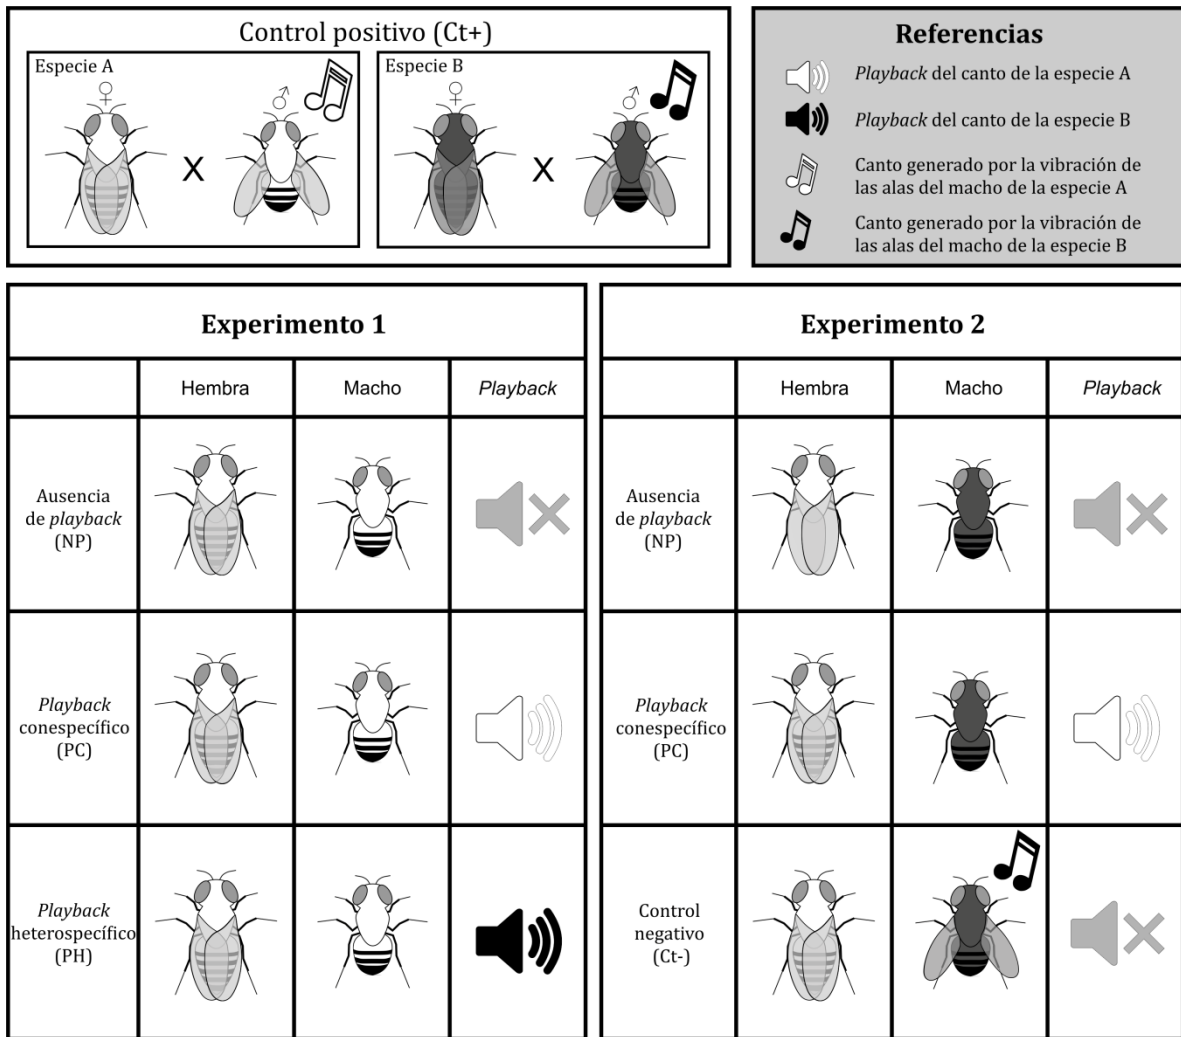 Control positivo (Ct+)
Especie A
♀
X
♂
Especie B
♀
X
♂
Referencias
Playback del canto de la especie A
Playback del canto de la especie B
Canto generado por la vibración de
las alas del macho de la especie A
Canto generado por la vibración de
las alas del macho de la especie B
Experimento 1
Hembra Macho Playback
Ausencia
de playback
(NP)
Playback
conespecífico
(PC)
Playback
heterospecífico
(PH)
Experimento 2
Hembra Macho Playback
Ausencia
de playback
(NP)
Playback
conespecífico
(PC)
Control
negativo
(Ct-)